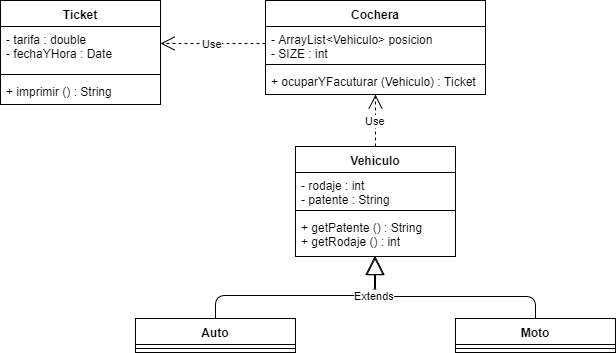 Ticket
- tarifa : double
- fechaYHora : Date
+ imprimir () : String
Use
Cochera
- ArrayList<Vehiculo> posicion
- SIZE : int
+ ocuparYFacuturar (Vehiculo) : Ticket
Use
Vehiculo
- rodaje : int
- patente : String
+ getPatente () : String
+ getRodaje () : int
Extends
Auto
Moto